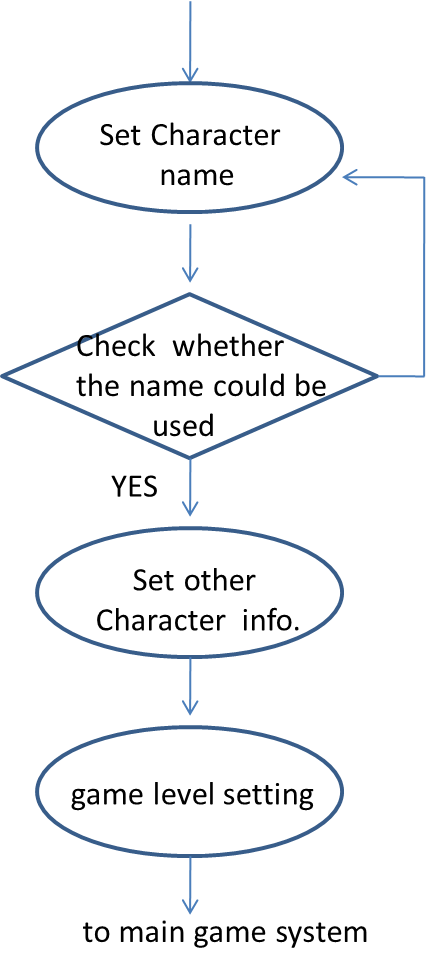 Set Character
name
Check whether
the name could be
used
YES
Set other
Character info.
game level setting
to main game system